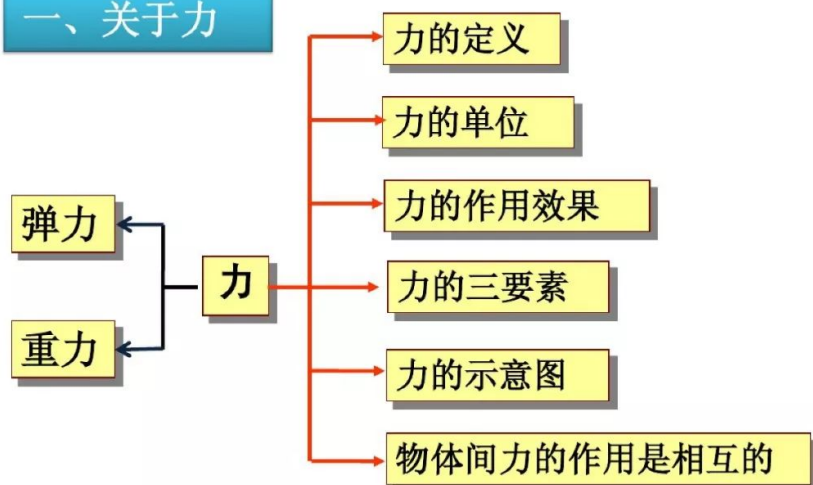 一、关于力
力的定义
力的单位
弹力
力的作用效果
力
力的三要素
重力
力的示意图
物体间力的作用是相互的